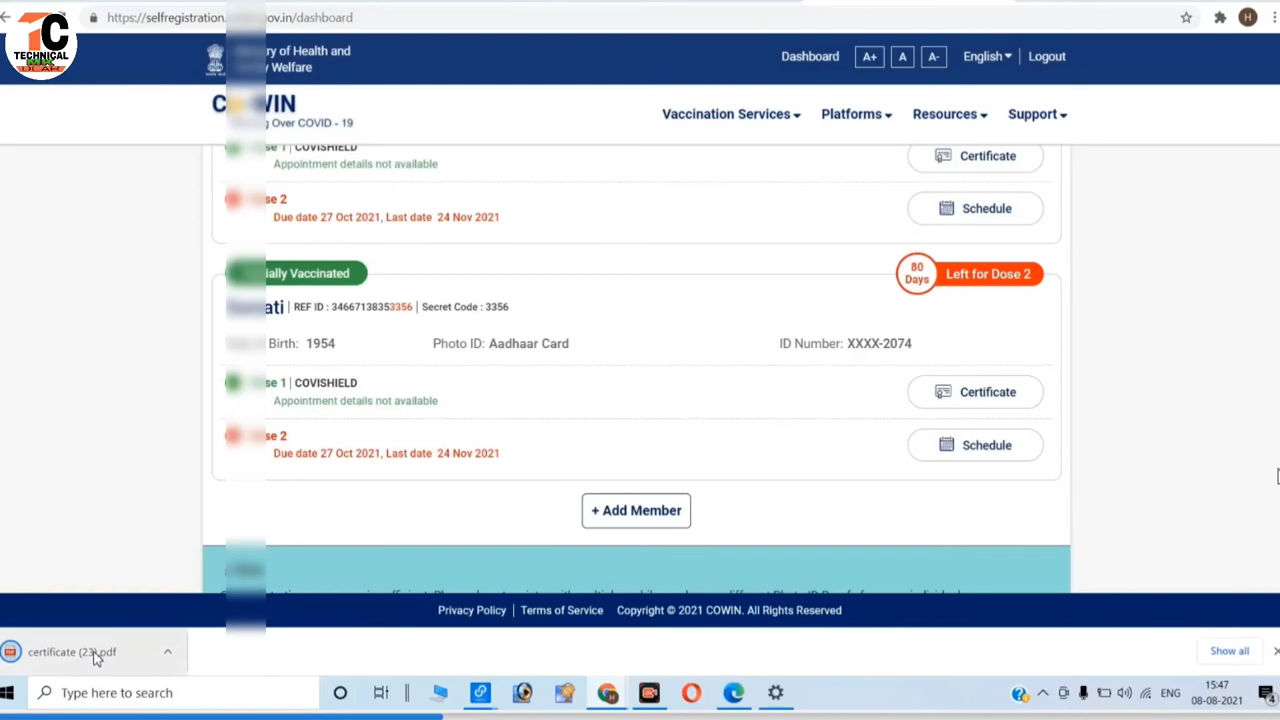 https://selfregistration. ov.in/dashboard
TC
TECHNICAL
H
ry of Health and
Welfare
Dashboard A+ A A- English Logout
C WIN
Over COVID - 19
Vaccination Services Platforms Resources Support
se 1 | COVISHIELD
Appointment details not available
Certificate
se 2
Due date 27 Oct 2021, Last date 24 Nov 2021
Schedule
ially Vaccinated
80
Days
Left for Dose 2
ati | REF ID : 34667138353356 | Secret Code : 3356
Birth: 1954 Photo ID: Aadhaar Card ID Number: XXXX-2074
se 1 | COVISHIELD
Appointment details not available
Certificate
se 2
Due date 27 Oct 2021, Last date 24 Nov 2021
Schedule
+ Add Member
Privacy Policy | Terms of Service Copyright © 2021 COWIN. All Rights Reserved
certificate (23).pdf
Show all
Type here to search
ENG
15:47
08-08-2021
4